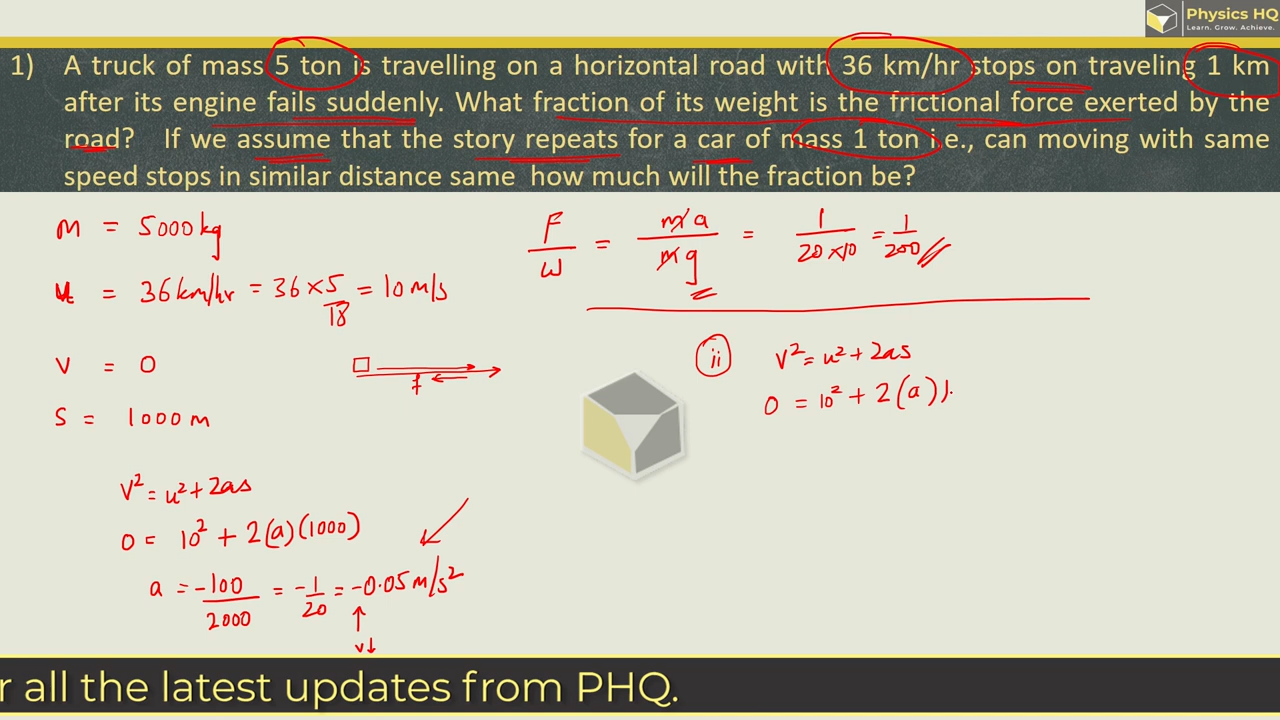 Physics HQ
Learn. Grow. Achieve.
1) A truck of mass 5 ton is travelling on a horizontal road with 36 km/hr stops on traveling 1 km
after its engine fails suddenly. What fraction of its weight is the frictional force exerted by the
road? If we assume that the story repeats for a car of mass 1 ton i.e., can moving with same
speed stops in similar distance same how much will the fraction be?
M = 5000 kg
u = 36 km/hr = 36 × 5/18 = 10 m/s
V = 0
S = 1000 m
f
V² = u² + 2as
0 = 10² + 2(a)(1000)
a = -100/2000 = -1/20 = -0.05 m/s²
v↓
F/W = ma/mg = 1/20×10 = 1/200
ii V² = u² + 2as
0 = 10² + 2(a)
r all the latest updates from PHQ.